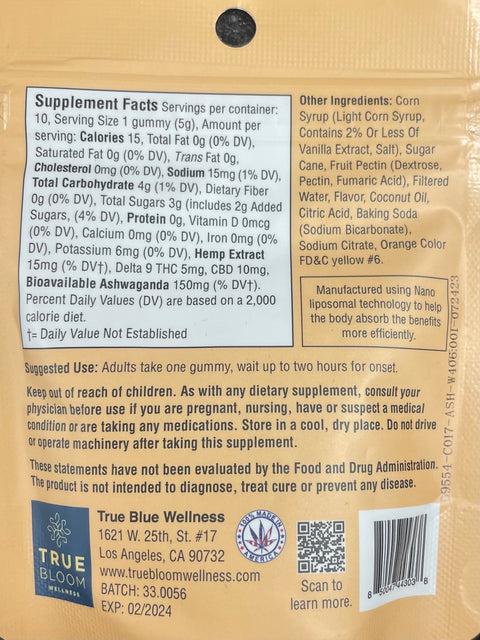 Supplement Facts Servings per container:
10, Serving Size 1 gummy (5g), Amount per
serving: Calories 15, Total Fat 0g (0% DV),
Saturated Fat 0g (0% DV), Trans Fat 0g,
Cholesterol 0mg (0% DV), Sodium 15mg (1% DV),
Total Carbohydrate 4g (1% DV), Dietary Fiber
0g (0% DV), Total Sugars 3g (includes 2g Added
Sugars, (4% DV), Protein 0g, Vitamin D 0mcg
(0% DV), Calcium 0mg (0% DV), Iron 0mg (0%
DV), Potassium 6mg (0% DV), Hemp Extract
15mg (% DV†), Delta 9 THC 5mg, CBD 10mg,
Bioavailable Ashwaganda 150mg (% DV†).
Percent Daily Values (DV) are based on a 2,000
calorie diet.
†= Daily Value Not Established
Other Ingredients: Corn
Syrup (Light Corn Syrup,
Contains 2% Or Less Of
Vanilla Extract, Salt), Sugar
Cane, Fruit Pectin (Dextrose,
Pectin, Fumaric Acid), Filtered
Water, Flavor, Coconut Oil,
Citric Acid, Baking Soda
(Sodium Bicarbonate),
Sodium Citrate, Orange Color
FD&C yellow #6.
Manufactured using Nano
liposomal technology to help
the body absorb the benefits
more efficiently.
59554-C017-ASH-W406:001-072423
Suggested Use: Adults take one gummy, wait up to two hours for onset.
Keep out of reach of children. As with any dietary supplement, consult your
physician before use if you are pregnant, nursing, have or suspect a medical
condition or are taking any medications. Store in a cool, dry place. Do not drive
or operate machinery after taking this supplement.
These statements have not been evaluated by the Food and Drug Administration.
The product is not intended to diagnose, treat cure or prevent any disease.
TRUE
BLOOM
WELLNESS
True Blue Wellness
1621 W. 25th, St. #17
Los Angeles, CA 90732
www.truebloomwellness.com
BATCH: 33.0056
EXP: 02/2024
100% MADE IN
AMERICA
Scan to
learn more.
8 50047 44303 8